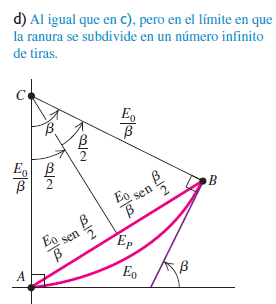 d) Al igual que en c), pero en el límite en que
la ranura se subdivide en un número infinito
de tiras.
C
β
β/2
E₀/β
E₀/β
β/2
E₀/β sen β/2
B
E₀/β sen β/2
E_P
A
E₀
β